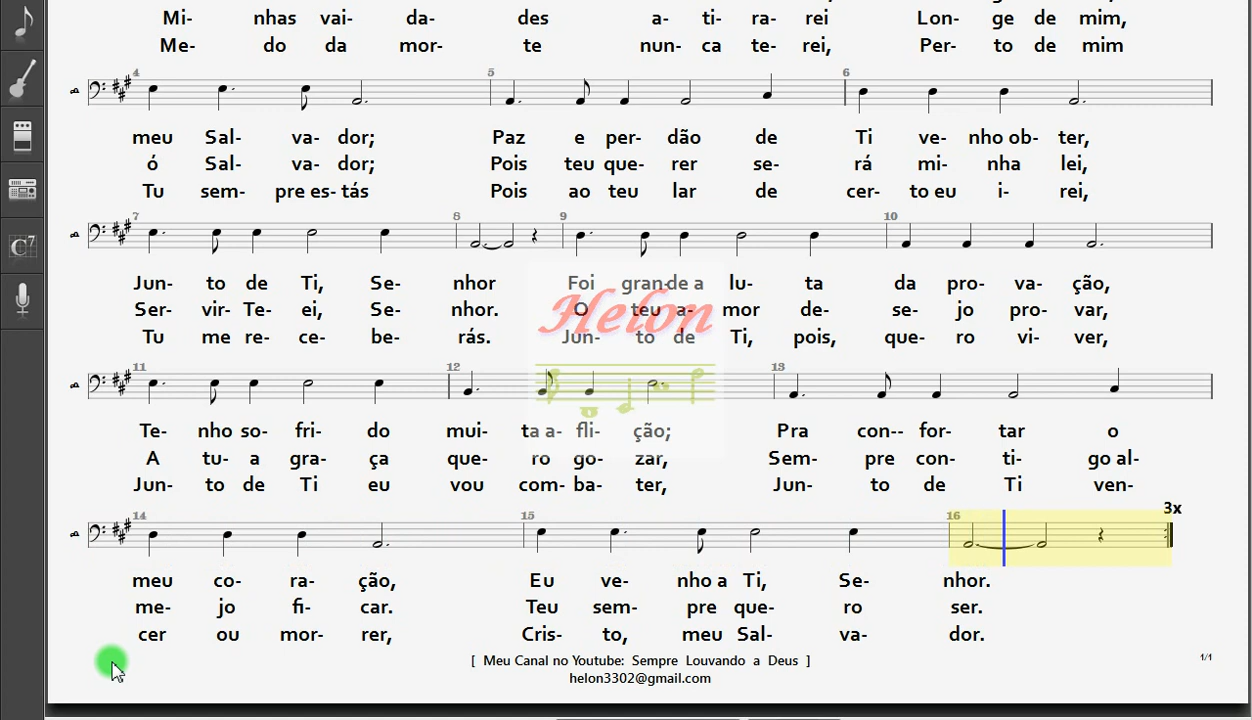 Mi- nhas vai- da- des a- ti- ra- rei Lon- ge de mim,
Me- do da mor- te nun- ca te- rei, Per- to de mim
4 5 6
meu Sal- va- dor; Paz e per- dão de Ti ve- nho ob- ter,
ó Sal- va- dor; Pois teu que- rer se- rá mi- nha lei,
Tu sem- pre es- tás Pois ao teu lar de cer- to eu i- rei,
7 8 9 10
Jun- to de Ti, Se- nhor Foi gran-de a lu- ta da pro- va- ção,
Ser- vir- Te- ei, Se- nhor. O teu a- mor de- se- jo pro- var,
Helon
Tu me re- ce- be- rás. Jun- to de Ti, pois, que- ro vi- ver,
11 12 13
Te- nho so- fri- do mui- ta a- fli- ção; Pra con-- for- tar o
A tu- a gra- ça que- ro go- zar, Sem- pre con- ti- go al-
Jun- to de Ti eu vou com- ba- ter, Jun- to de Ti ven-
3x
14 15 16
meu co- ra- ção, Eu ve- nho a Ti, Se- nhor.
me- jo fi- car. Teu sem- pre que- ro ser.
cer ou mor- rer, Cris- to, meu Sal- va- dor.
[ Meu Canal no Youtube: Sempre Louvando a Deus ]
1/1
helon3302@gmail.com
C7